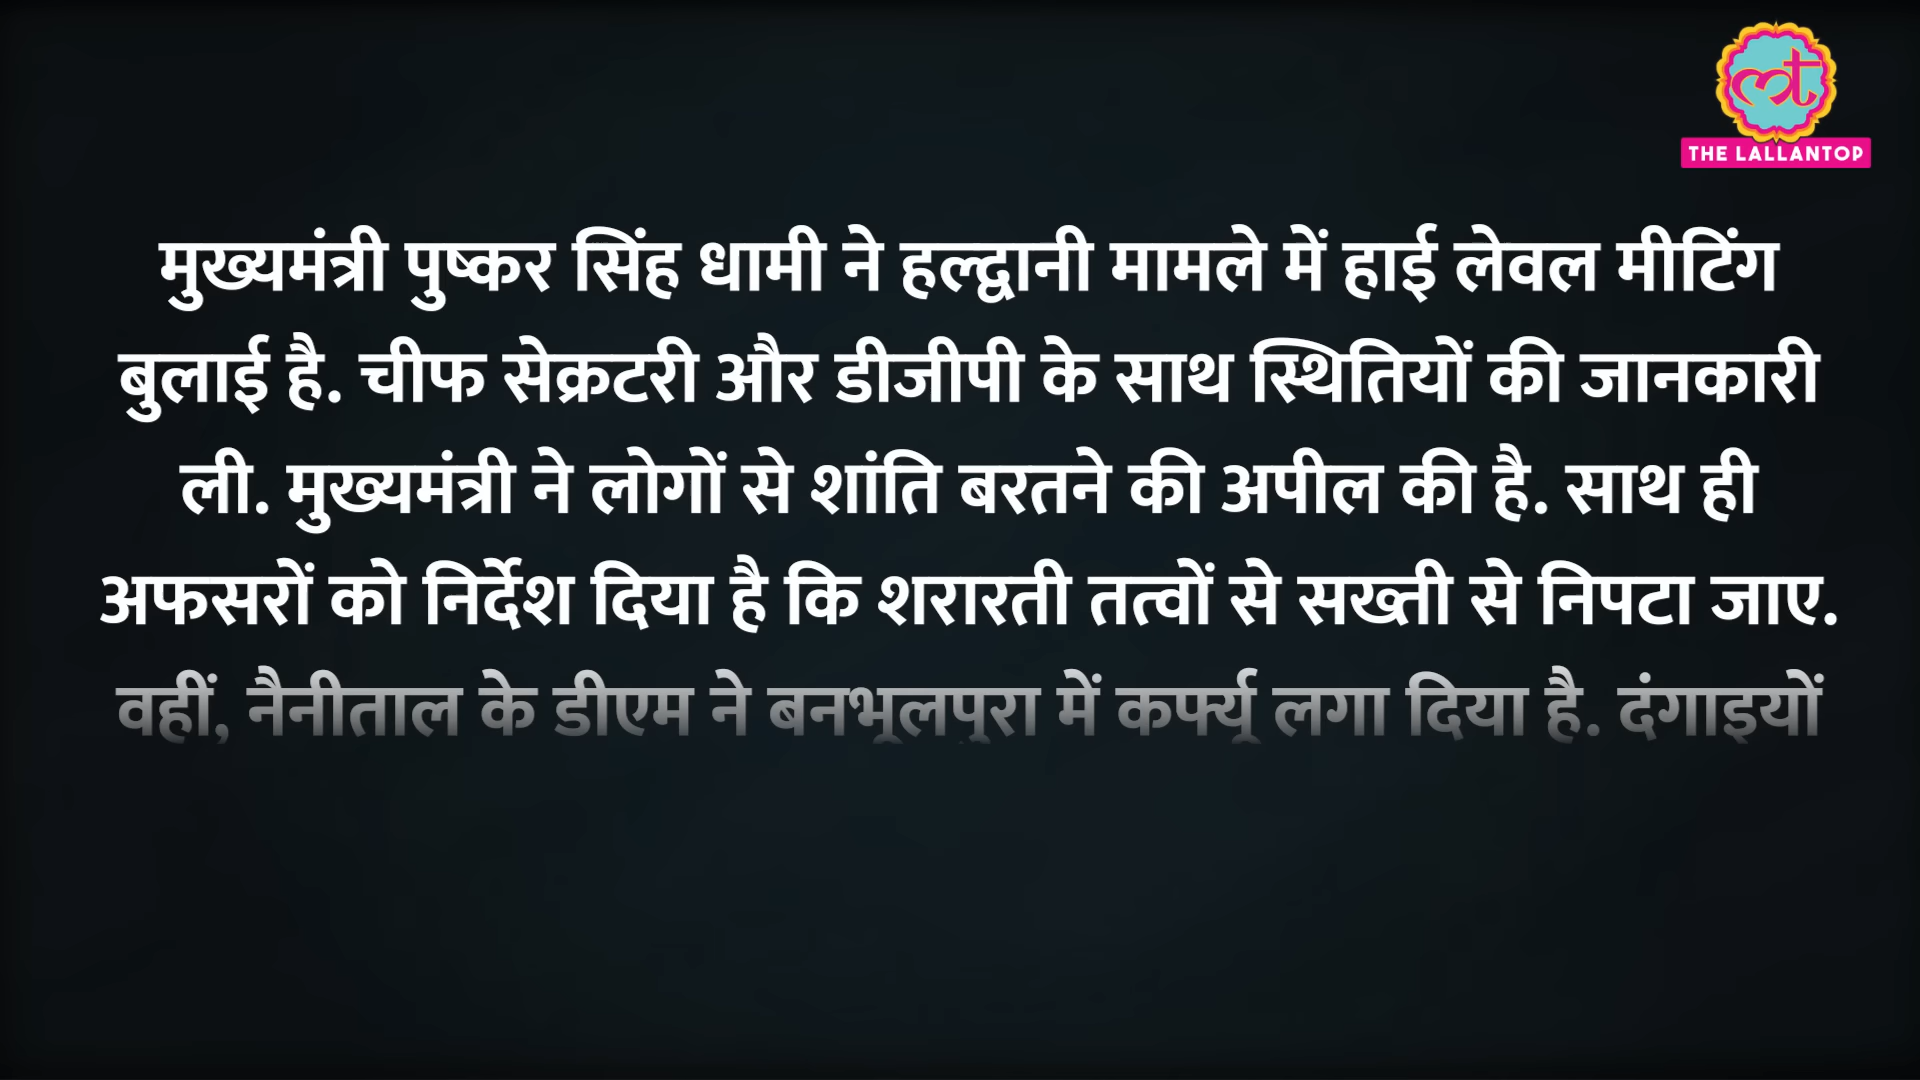 THE LALLANTOP
मुख्यमंत्री पुष्कर सिंह धामी ने हल्द्वानी मामले में हाई लेवल मीटिंग
बुलाई है. चीफ सेक्रटरी और डीजीपी के साथ स्थितियों की जानकारी
ली. मुख्यमंत्री ने लोगों से शांति बरतने की अपील की है. साथ ही
अफसरों को निर्देश दिया है कि शरारती तत्वों से सख्ती से निपटा जाए.
वहीं, नैनीताल के डीएम ने बनभूलपुरा में कर्फ्यू लगा दिया है. दंगाइयों